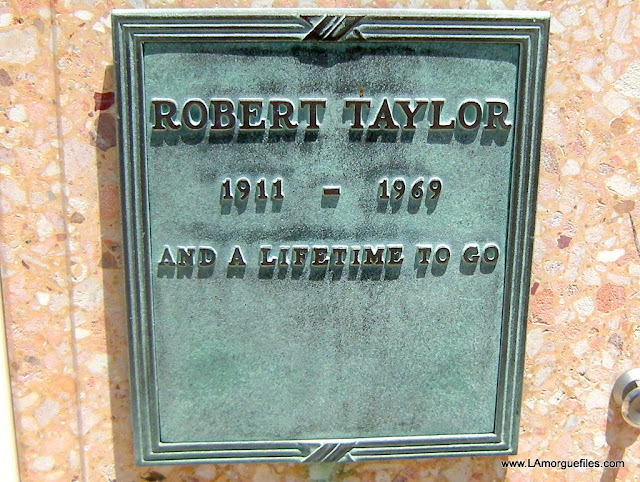 ROBERT TAYLOR
1911 - 1969
AND A LIFETIME TO GO
www.LAmorguefiles.com